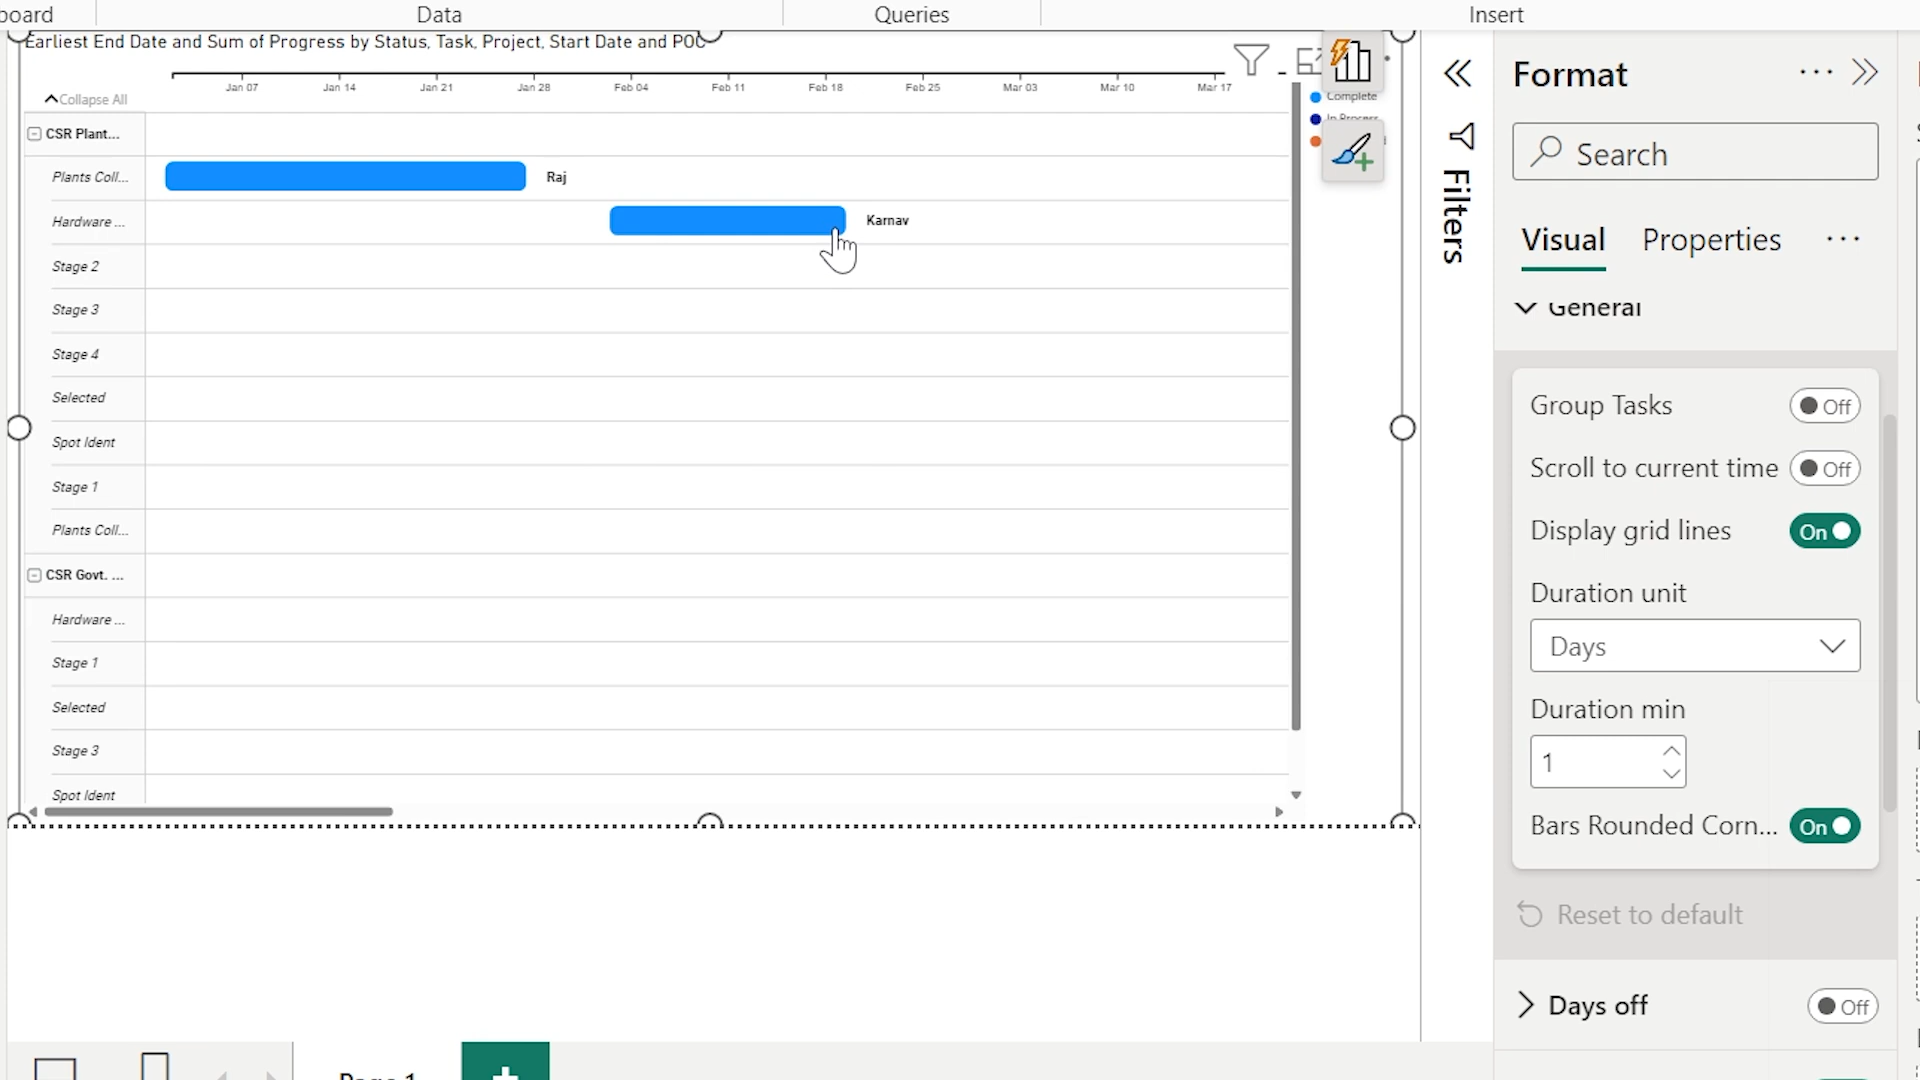 board
Data
Queries
Insert
Earliest End Date and Sum of Progress by Status, Task, Project, Start Date and POC
Jan 07
Jan 14
Jan 21
Jan 28
Feb 04
Feb 11
Feb 18
Feb 25
Mar 03
Mar 10
Mar 17
Collapse All
Complete
In Process
CSR Plant...
Plants Coll...
Raj
Hardware ...
Karnav
Stage 2
Stage 3
Stage 4
Selected
Spot Ident
Stage 1
Plants Coll...
CSR Govt. ...
Hardware ...
Stage 1
Selected
Stage 3
Spot Ident
Filters
Format
Search
Visual
Properties
General
Group Tasks
Off
Scroll to current time
Off
Display grid lines
On
Duration unit
Days
Duration min
1
Bars Rounded Corn...
On
Reset to default
Days off
Off
Page 1